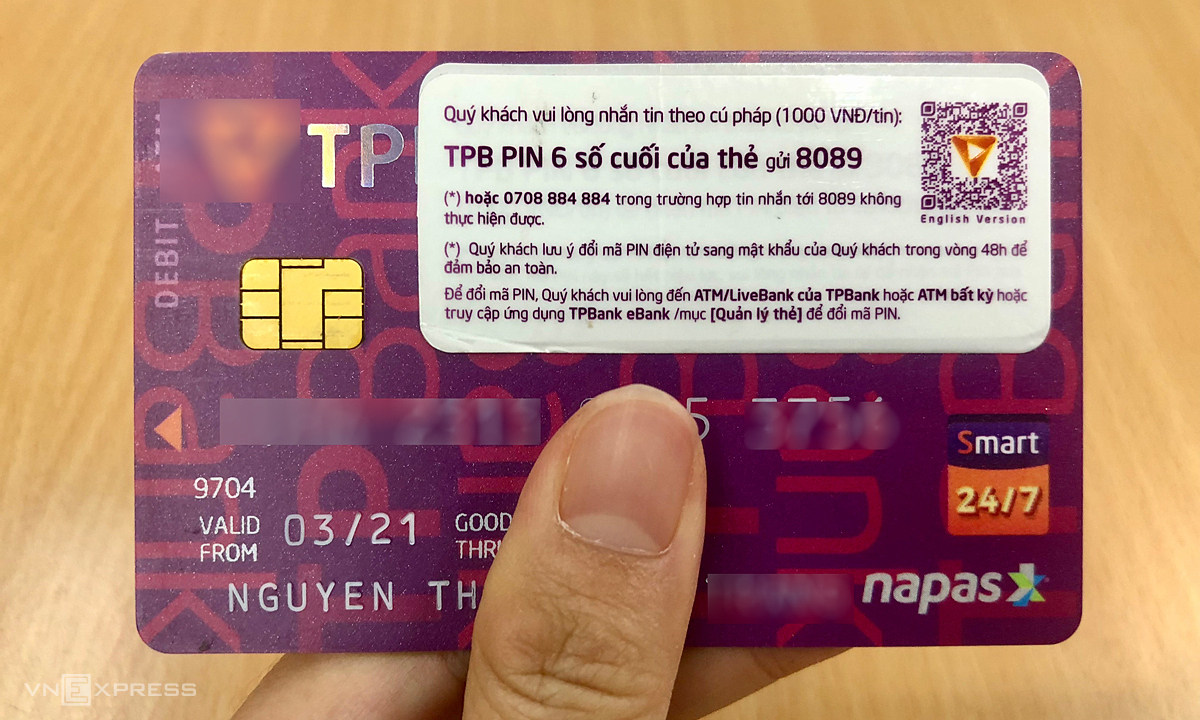 TP
DEBIT
Quý khách vui lòng nhắn tin theo cú pháp (1000 VNĐ/tin):
TPB PIN 6 số cuối của thẻ gửi 8089
(*) hoặc 0708 884 884 trong trường hợp tin nhắn tới 8089 không
thực hiện được.
(*) Quý khách lưu ý đổi mã PIN điện tử sang mật khẩu của Quý khách trong vòng 48h để
đảm bảo an toàn.
Để đổi mã PIN, Quý khách vui lòng đến ATM/LiveBank của TPBank hoặc ATM bất kỳ hoặc
truy cập ứng dụng TPBank eBank /mục [Quản lý thẻ] để đổi mã PIN.
English Version
5
Smart
24/7
9704
VALID
FROM
03/21
GOOD
THR
NGUYEN TH
napas
VNEXPRESS